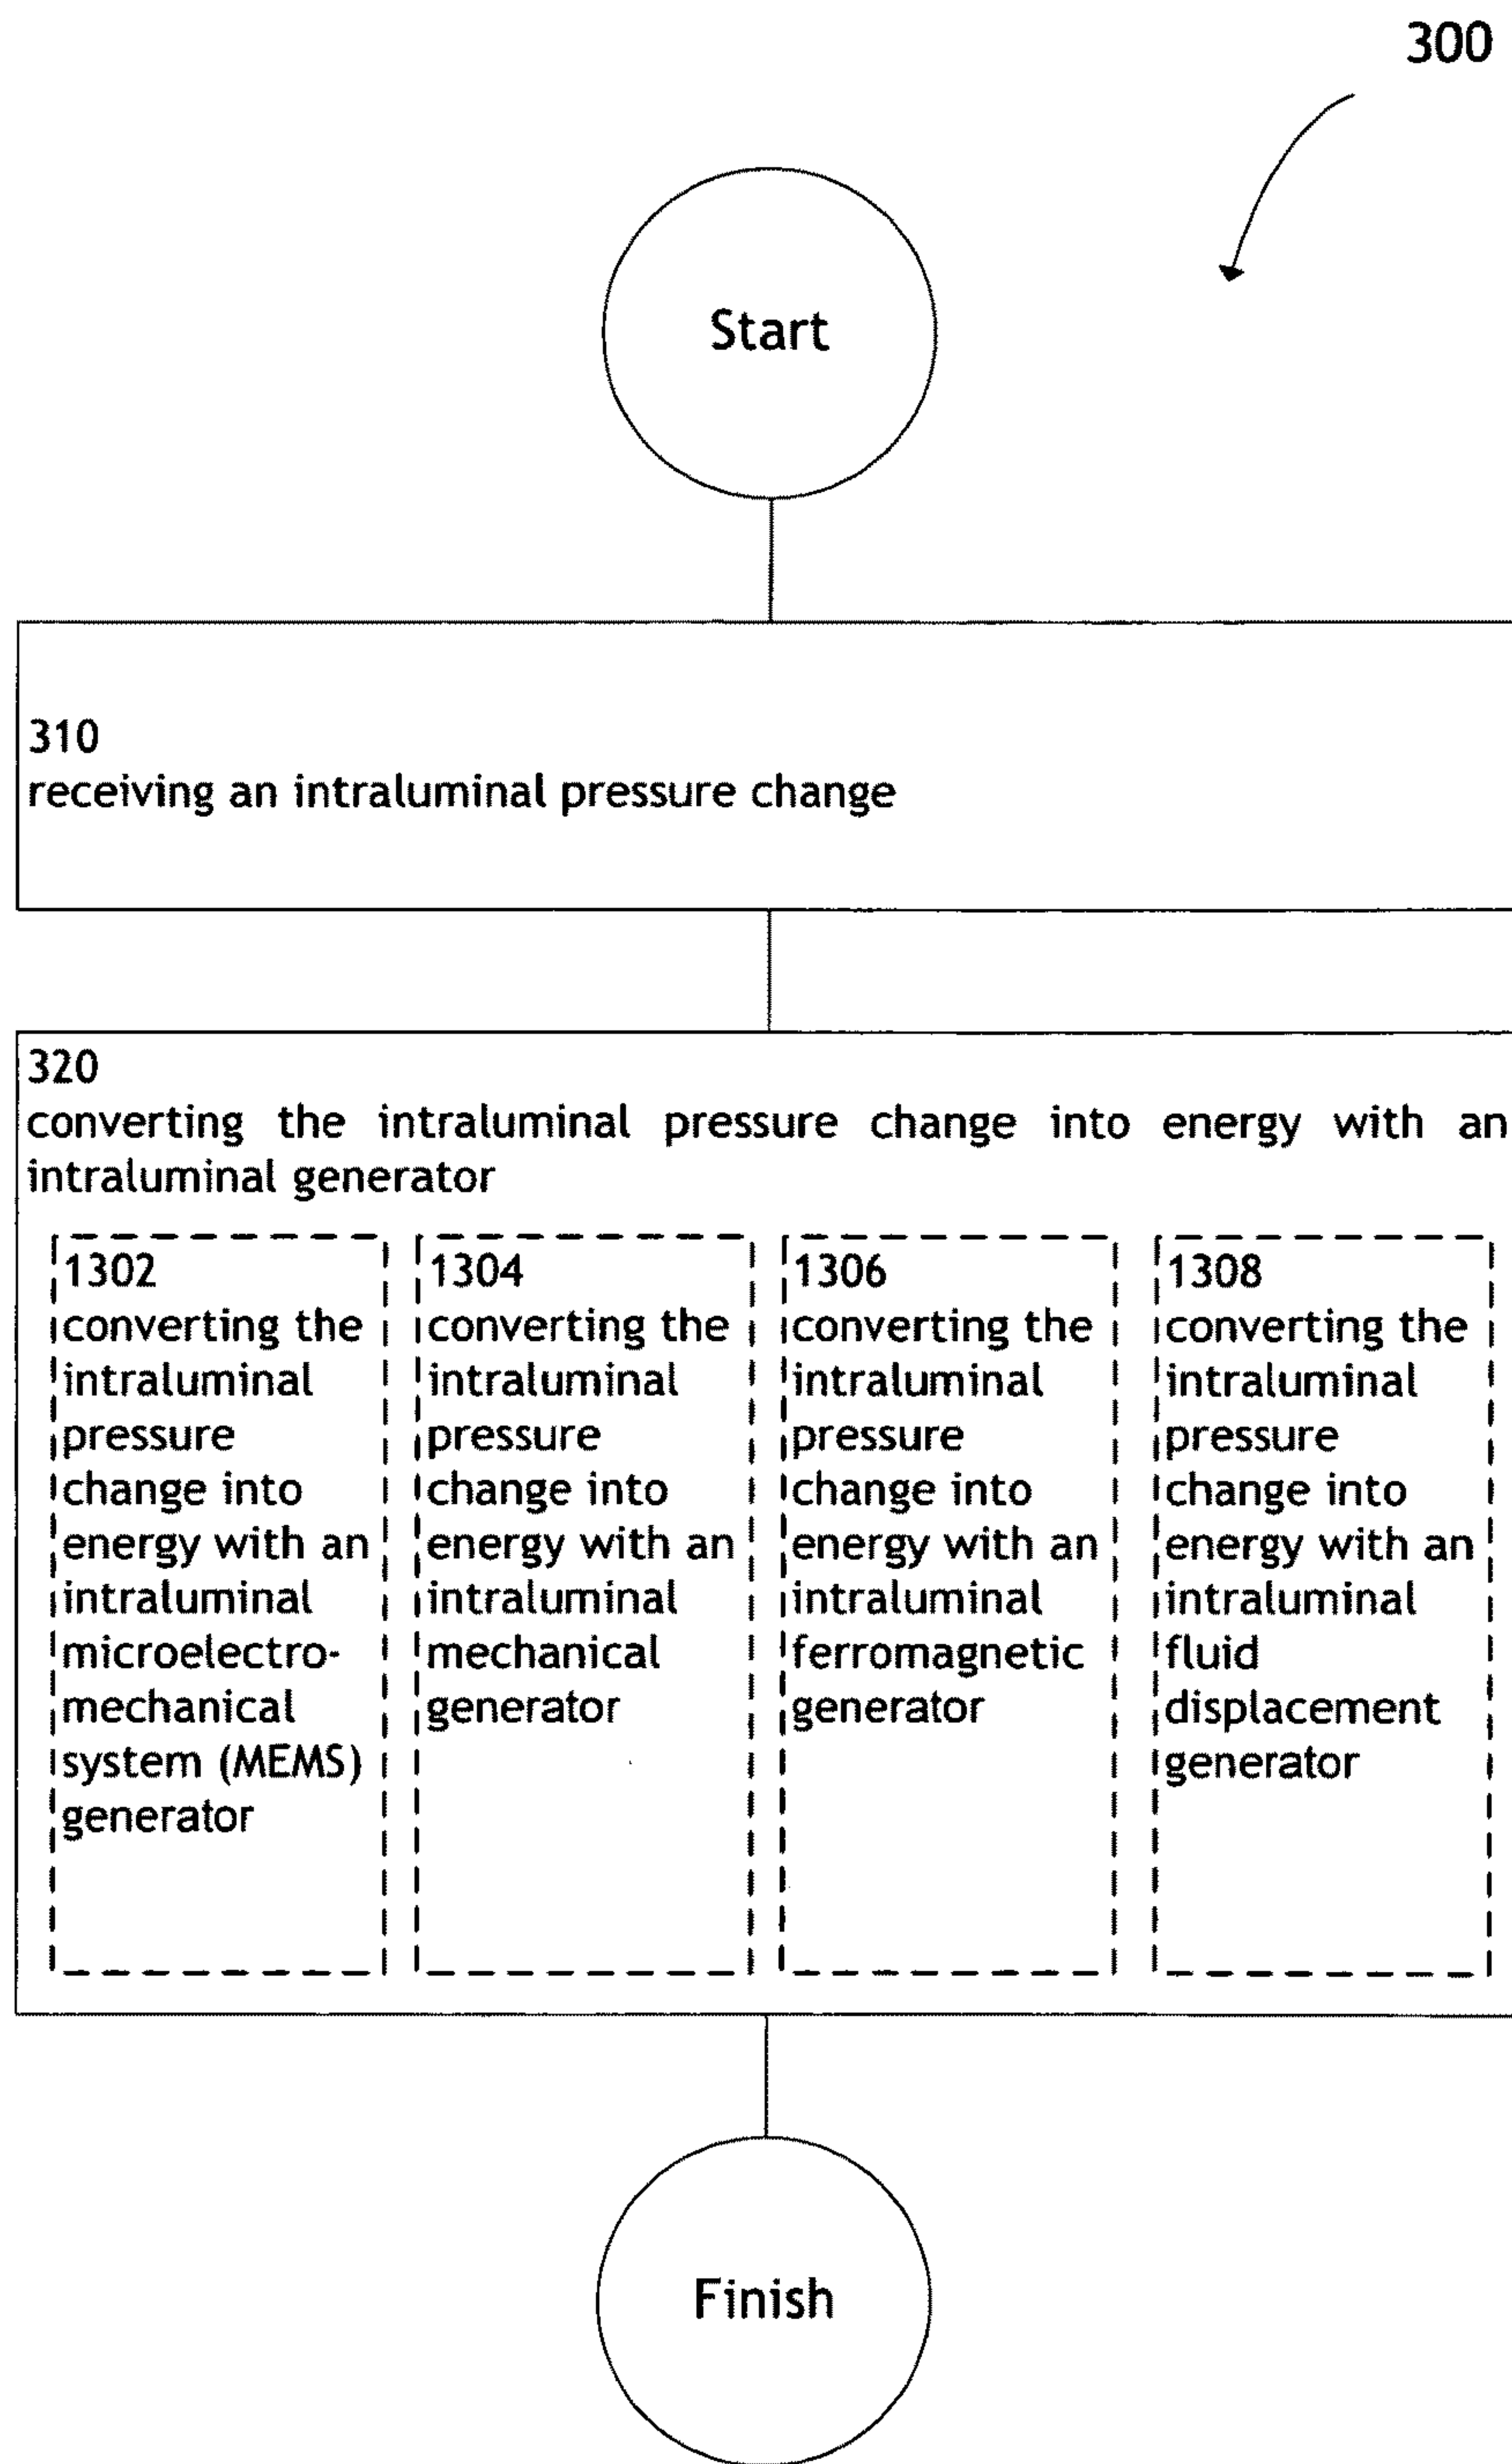 300
Start
310
receiving an intraluminal pressure change
320
converting the intraluminal pressure change into energy with an
intraluminal generator
1302
converting the
intraluminal
pressure
change into
energy with an
intraluminal
microelectro-
mechanical
system (MEMS)
generator
1304
converting the
intraluminal
pressure
change into
energy with an
intraluminal
mechanical
generator
1306
converting the
intraluminal
pressure
change into
energy with an
intraluminal
ferromagnetic
generator
1308
converting the
intraluminal
pressure
change into
energy with an
intraluminal
fluid
displacement
generator
Finish